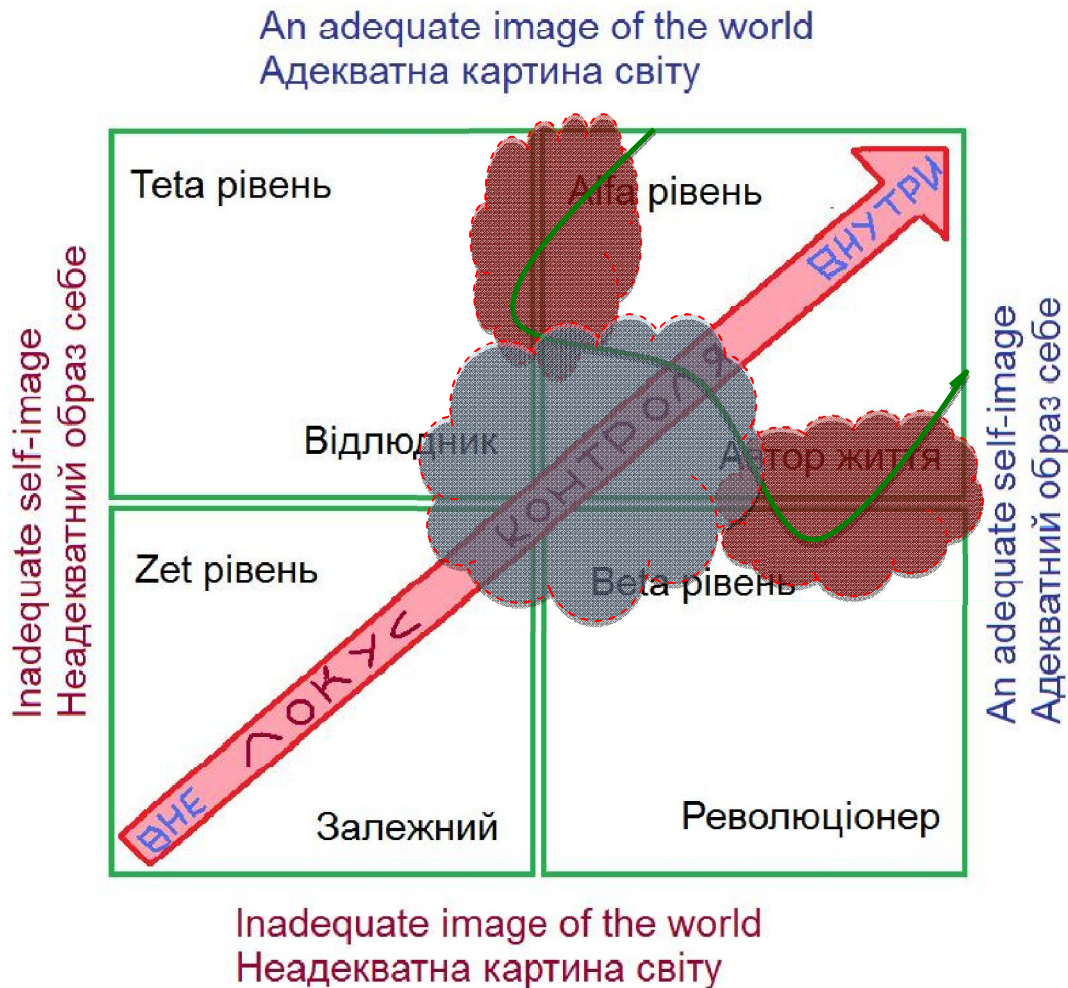 An adequate image of the world
Адекватна картина світу
Teta рівень
Alfa рівень
ВНУТРИ
Inadequate self-image
Неадекватний образ себе
An adequate self-image
Адекватний образ себе
Відлюдник
Автор життя
КОНТРОЛЯ
Zet рівень
Beta рівень
ЛОКУС
ВНЕ
Залежний
Революціонер
Inadequate image of the world
Неадекватна картина світу